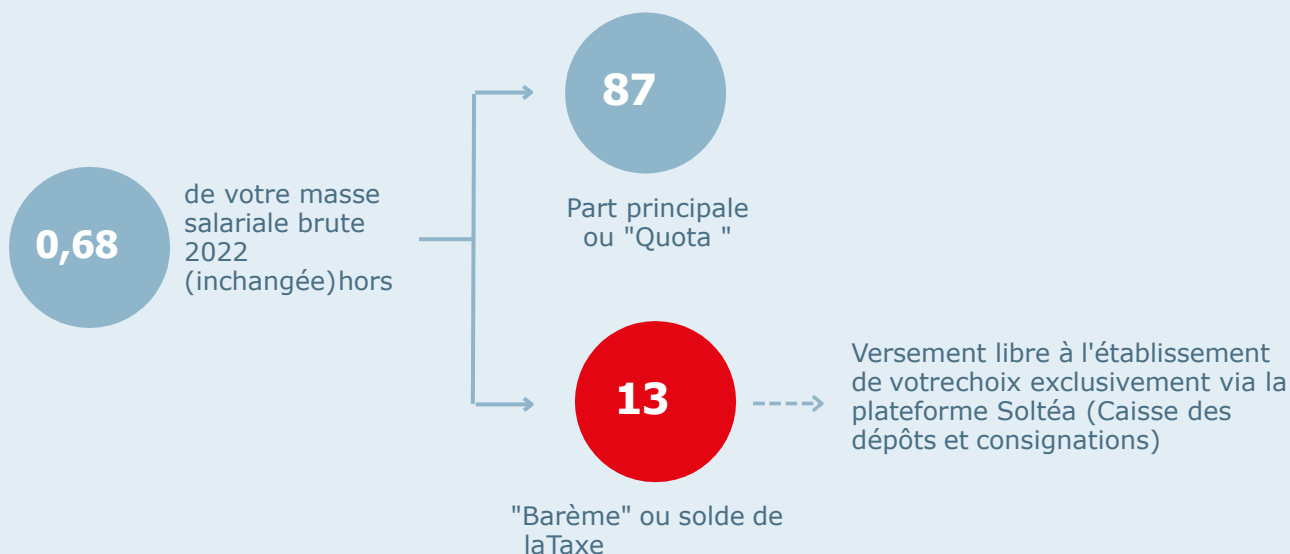 0,68
de votre masse
salariale brute
2022
(inchangée)hors
87
Part principale
ou "Quota "
13
"Barème" ou solde de
laTaxe
Versement libre à l'établissement
de votrechoix exclusivement via la
plateforme Soltéa (Caisse des
dépôts et consignations)